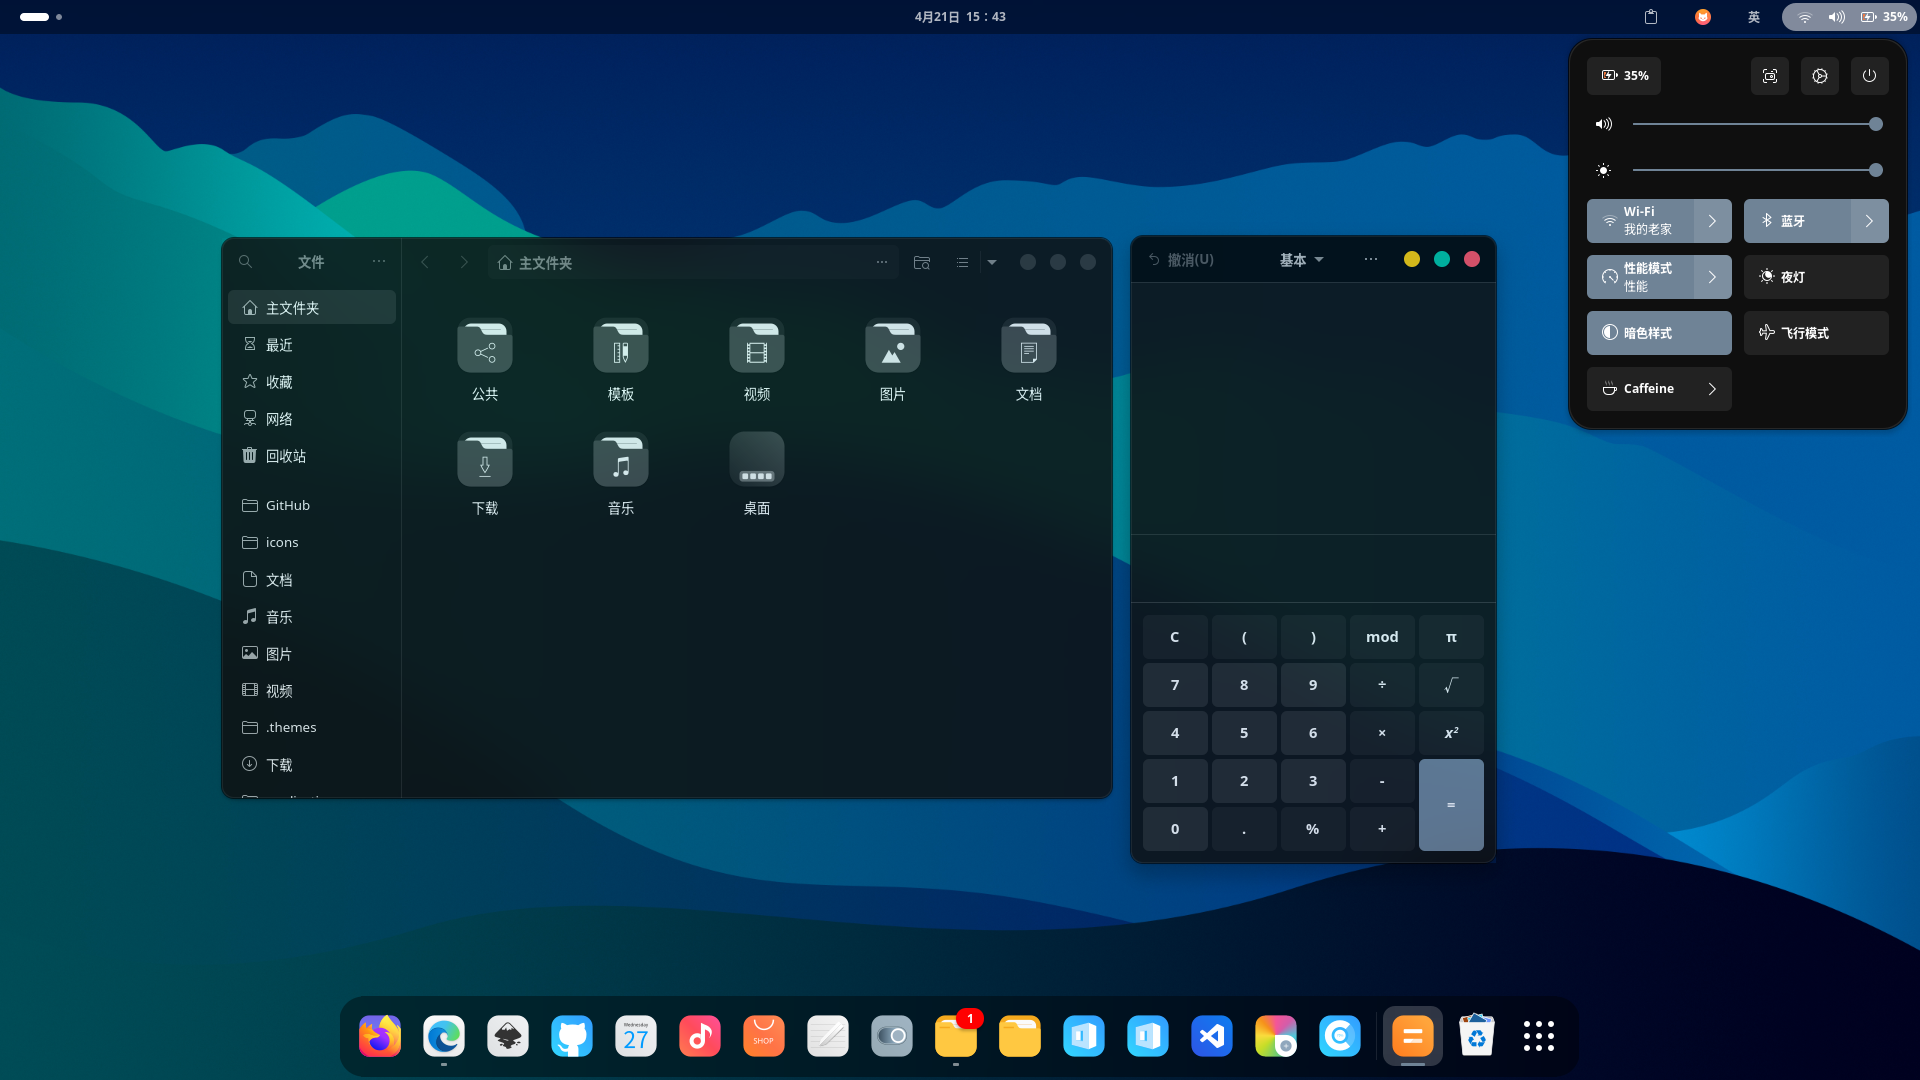 4月21日 15：43
英
35%
35%
Wi-Fi
我的老家
蓝牙
性能模式
性能
夜灯
暗色样式
飞行模式
Caffeine
文件
主文件夹
主文件夹
最近
收藏
网络
回收站
GitHub
icons
文档
音乐
图片
视频
.themes
下载
公共
模板
视频
图片
文档
下载
音乐
桌面
撤消(U)
基本
C ( ) mod π
7 8 9 ÷ √
4 5 6 × x²
1 2 3 -
=
0 . % +
Wednesday
27
SHOP
1